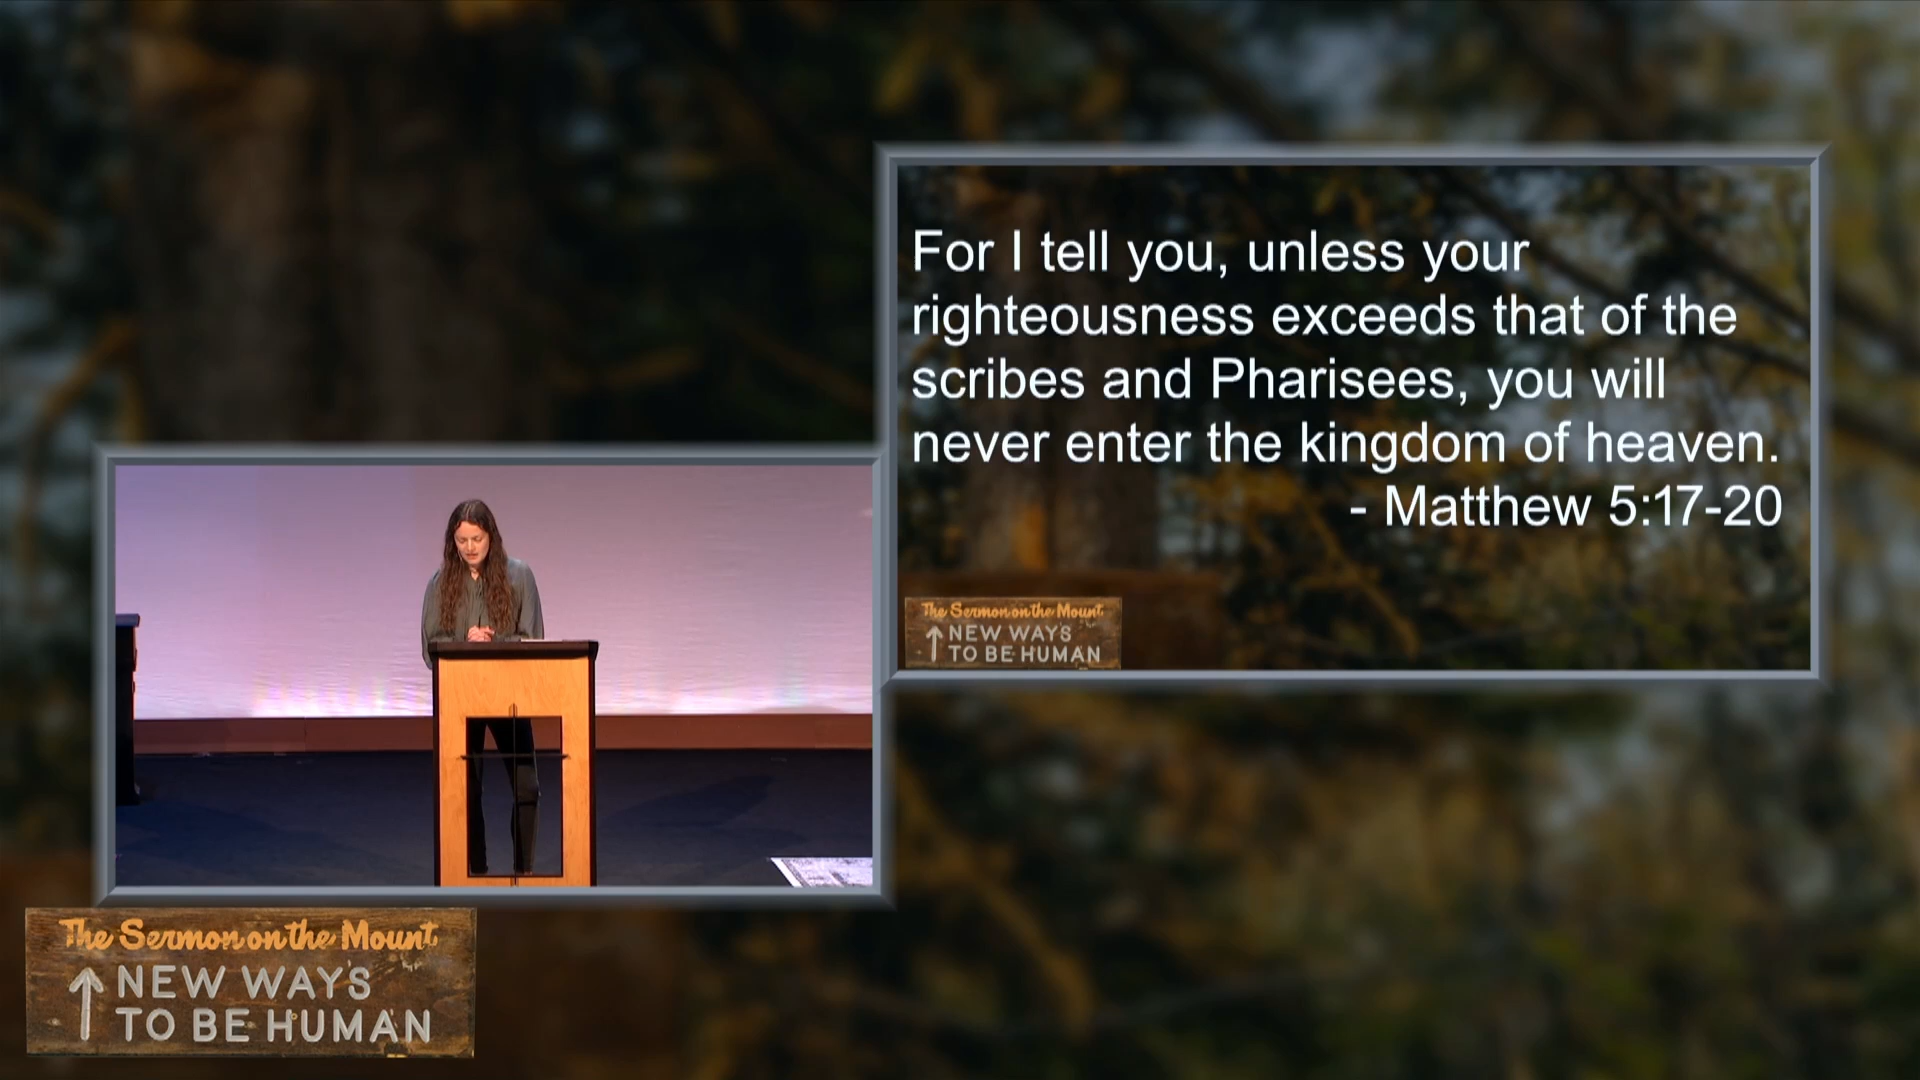 For I tell you, unless your
righteousness exceeds that of the
scribes and Pharisees, you will
never enter the kingdom of heaven.
- Matthew 5:17-20
The Sermon on the Mount
NEW WAYS
TO BE HUMAN
The Sermon on the Mount
NEW WAYS
TO BE HUMAN